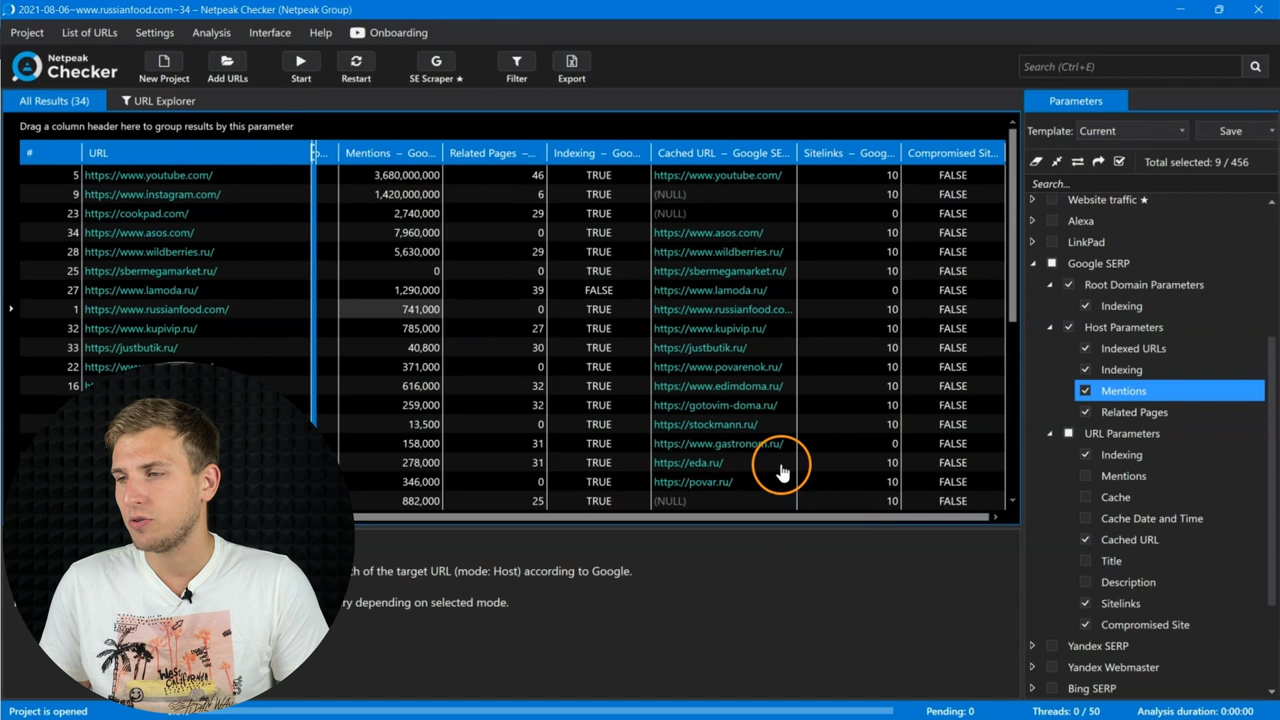 2021-08-06~www.russianfood.com~34 – Netpeak Checker (Netpeak Group)
Project List of URLs Settings Analysis Interface Help Onboarding
Netpeak Checker
New Project Add URLs Start Restart SE Scraper ★ Filter Export
Search (Ctrl+E)
All Results (34) URL Explorer
Drag a column header here to group results by this parameter
# URL Mentions – Goo... Related Pages –... Indexing – Goo... Cached URL – Google SE... Sitelinks – Goog... Compromised Sit...
5 https://www.youtube.com/ 3,680,000,000 46 TRUE https://www.youtube.com/ 10 FALSE
9 https://www.instagram.com/ 1,420,000,000 6 TRUE (NULL) 10 FALSE
23 https://cookpad.com/ 2,740,000 29 TRUE (NULL) 0 FALSE
34 https://www.asos.com/ 7,960,000 0 TRUE https://www.asos.com/ 10 FALSE
28 https://www.wildberries.ru/ 5,630,000 29 TRUE https://www.wildberries.ru/ 10 FALSE
25 https://sbermegamarket.ru/ 0 0 TRUE https://sbermegamarket.ru/ 10 FALSE
27 https://www.lamoda.ru/ 1,290,000 39 FALSE https://www.lamoda.ru/ 10 FALSE
1 https://www.russianfood.com/ 741,000 0 TRUE https://www.russianfood.co... 10 FALSE
32 https://www.kupivip.ru/ 785,000 27 TRUE https://www.kupivip.ru/ 10 FALSE
33 https://justbutik.ru/ 40,800 30 TRUE https://justbutik.ru/ 10 FALSE
22 371,000 0 TRUE https://www.povarenok.ru/ 10 FALSE
16 616,000 32 TRUE https://www.edimdoma.ru/ 10 FALSE
259,000 32 TRUE https://gotovim-doma.ru/ 10 FALSE
13,500 0 TRUE https://stockmann.ru/ 10 FALSE
158,000 31 TRUE https://www.gastronom.ru/ 0 FALSE
278,000 31 TRUE https://eda.ru/ 10 FALSE
346,000 0 TRUE https://povar.ru/ 10 FALSE
882,000 25 TRUE (NULL) 0 FALSE
ch of the target URL (mode: Host) according to Google.
ry depending on selected mode.
Parameters
Template: Current Save
Total selected: 9 / 456
Search...
Website traffic ★
Alexa
LinkPad
Google SERP
Root Domain Parameters
Indexing
Host Parameters
Indexed URLs
Indexing
Mentions
Related Pages
URL Parameters
Indexing
Mentions
Cache
Cache Date and Time
Cached URL
Title
Description
Sitelinks
Compromised Site
Yandex SERP
Yandex Webmaster
Bing SERP
Project is opened Pending: 0 Threads: 0 / 50 Analysis duration: 0:00:00